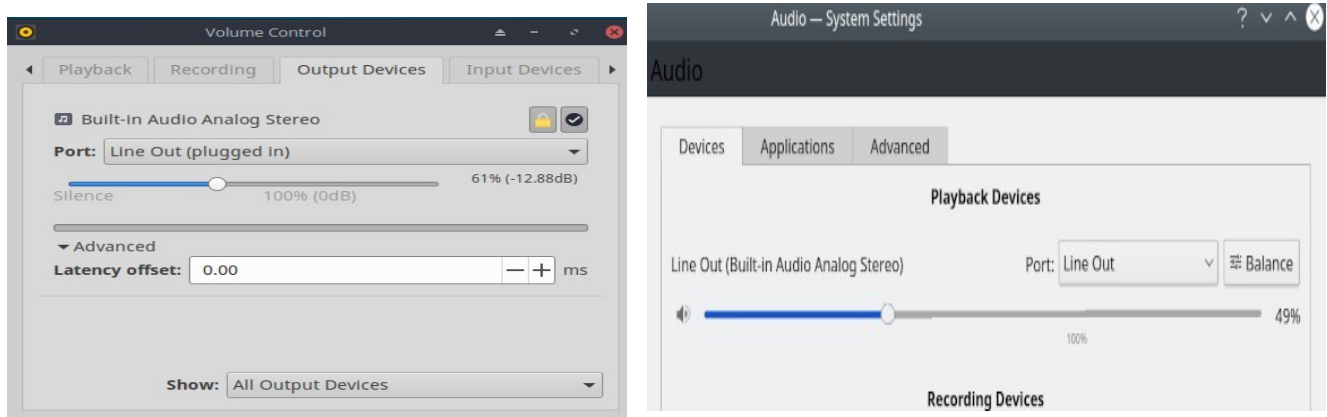 Volume Control
Playback Recording Output Devices Input Devices
Built-in Audio Analog Stereo
Port: Line Out (plugged in)
61% (-12.88dB)
Silence 100% (0dB)
Advanced
Latency offset: 0.00 ms
Show: All Output Devices
Audio — System Settings
Audio
Devices Applications Advanced
Playback Devices
Line Out (Built-in Audio Analog Stereo) Port: Line Out Balance
49%
100%
Recording Devices